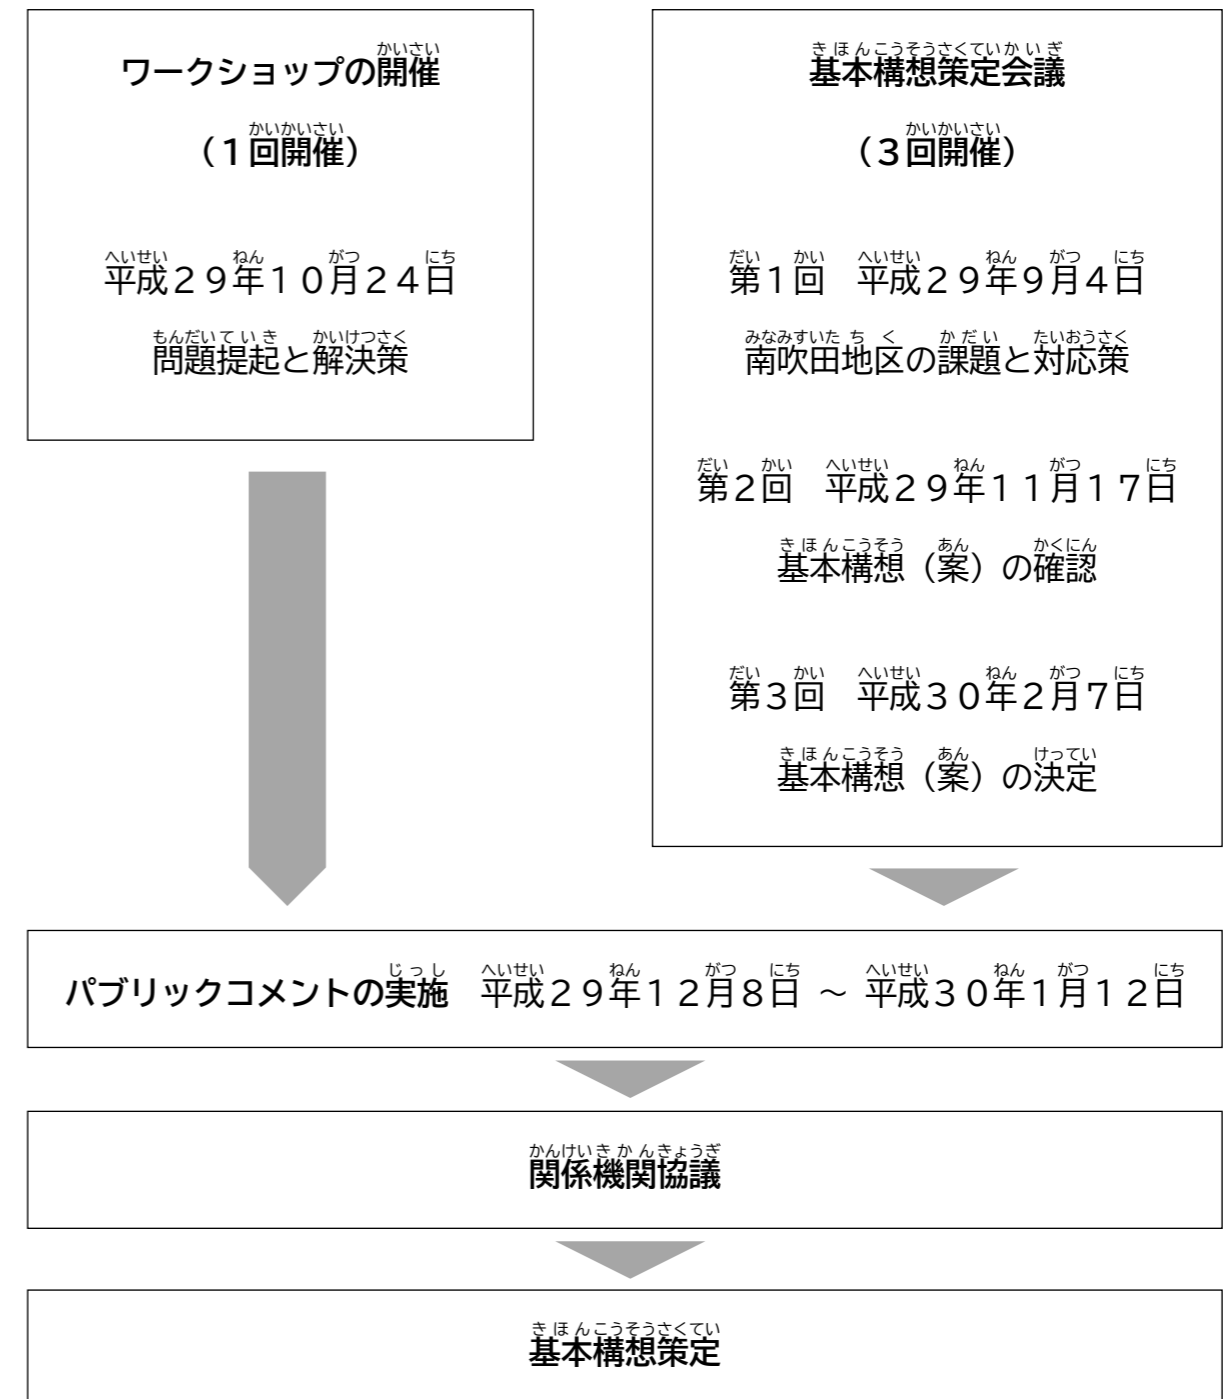 ワークショップの開催
（1回開催）
平成２９年１０月２４日
問題提起と解決策
基本構想策定会議
（３回開催）
第１回　平成２９年９月４日
南吹田地区の課題と対応策
第２回　平成２９年１１月１７日
基本構想（案）の確認
第３回　平成３０年２月７日
基本構想（案）の決定
パブリックコメントの実施　平成２９年１２月８日 ～ 平成３０年１月１２日
関係機関協議
基本構想策定